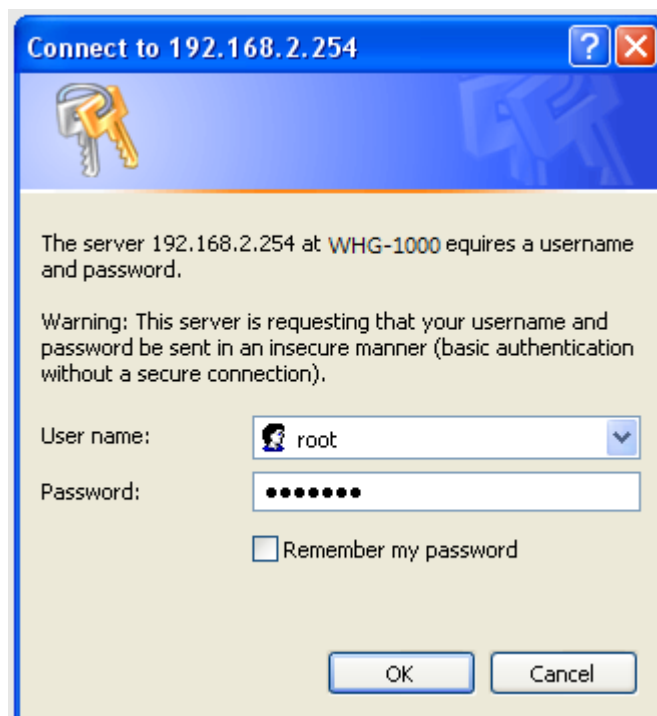 Connect to 192.168.2.254
The server 192.168.2.254 at WHG-1000 equires a username
and password.
Warning: This server is requesting that your username and
password be sent in an insecure manner (basic authentication
without a secure connection).
User name:
root
Password:
•••••••
Remember my password
OK
Cancel